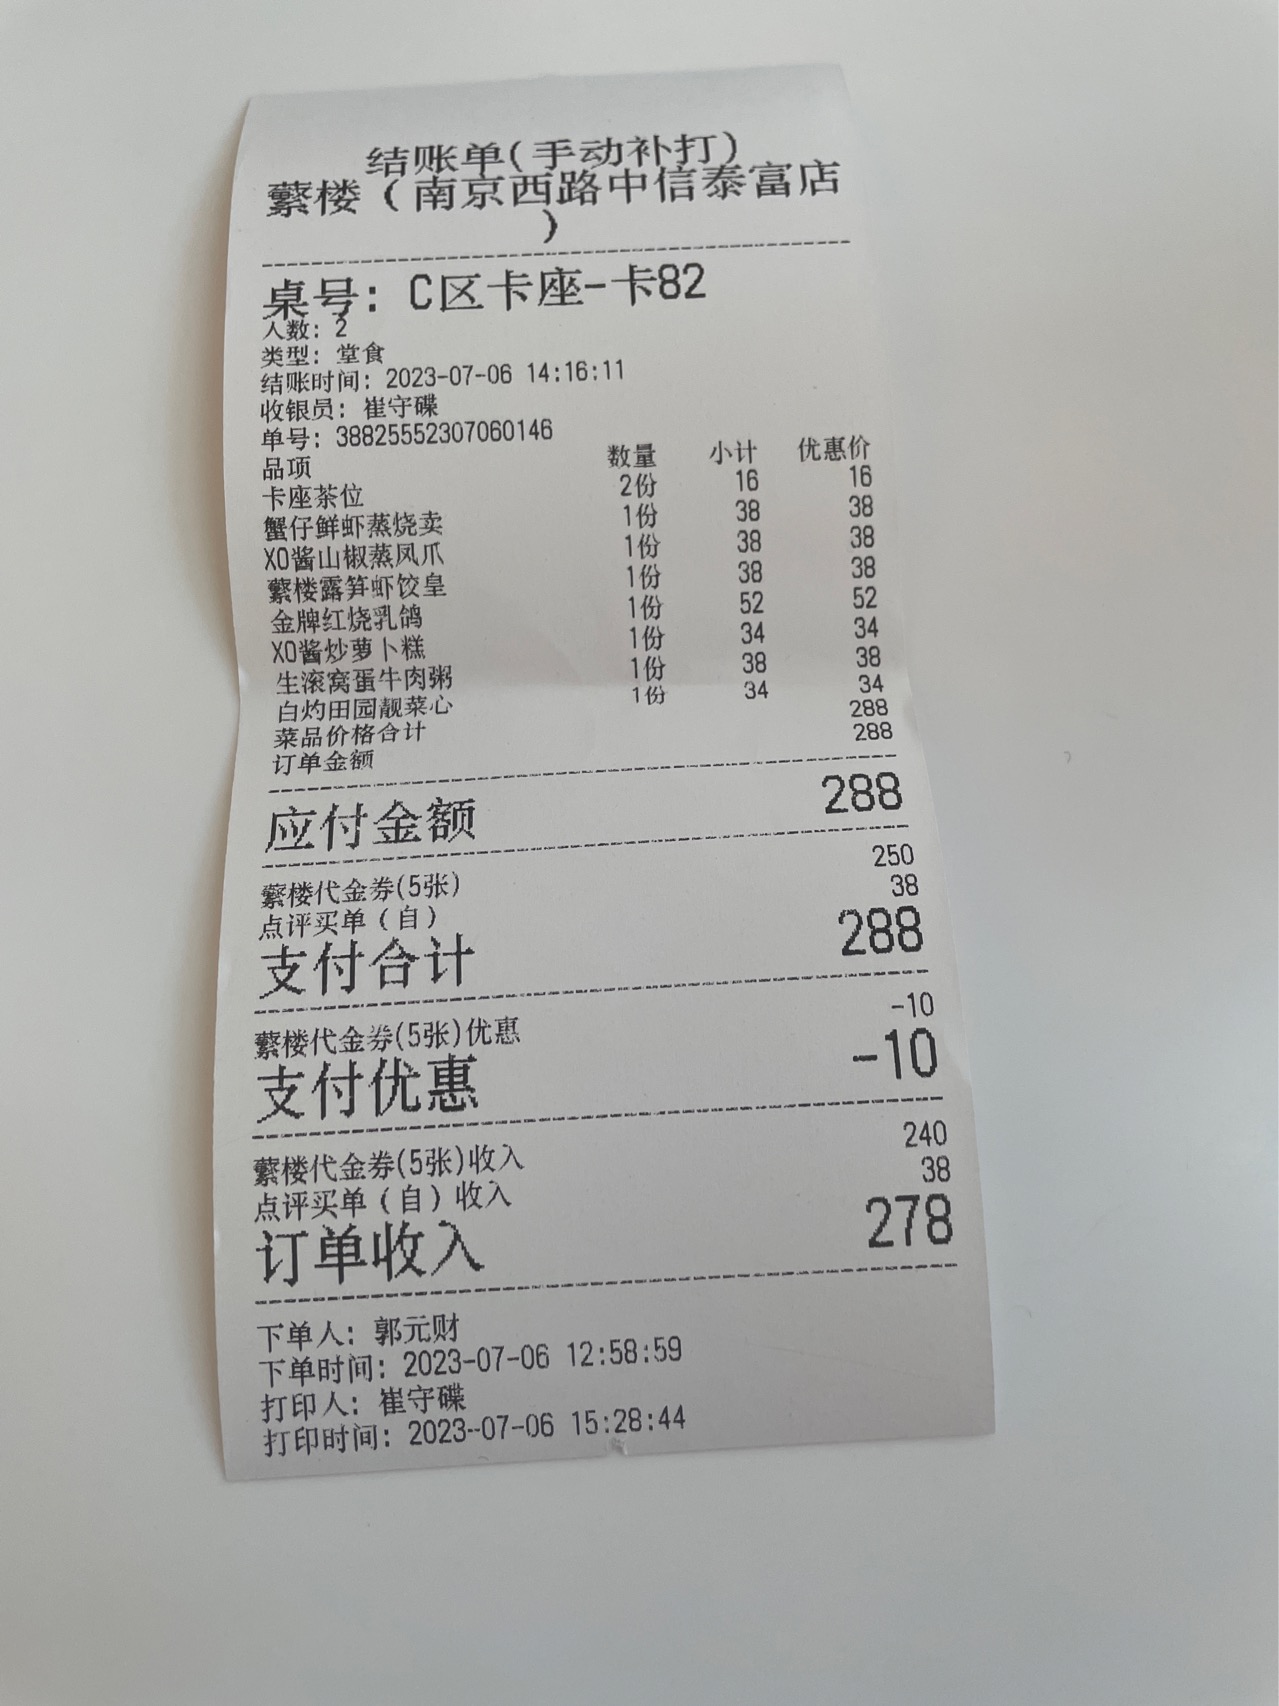 结账单(手动补打)
蘩楼（南京西路中信泰富店
）
桌号: C区卡座-卡82
人数: 2
类型: 堂食
结账时间: 2023-07-06 14:16:11
收银员: 崔守碟
单号: 38825552307060146
品项 数量 小计 优惠价
卡座茶位 2份 16 16
蟹仔鲜虾蒸烧卖 1份 38 38
XO酱山椒蒸凤爪 1份 38 38
蘩楼露笋虾饺皇 1份 38 38
金牌红烧乳鸽 1份 52 52
XO酱炒萝卜糕 1份 34 34
生滚窝蛋牛肉粥 1份 38 38
白灼田园靓菜心 1份 34 34
菜品价格合计 288
订单金额 288
应付金额 288
蘩楼代金券(5张) 250
点评买单（自） 38
支付合计 288
蘩楼代金券(5张)优惠 -10
支付优惠 -10
蘩楼代金券(5张)收入 240
点评买单（自）收入 38
订单收入 278
下单人: 郭元财
下单时间: 2023-07-06 12:58:59
打印人: 崔守碟
打印时间: 2023-07-06 15:28:44